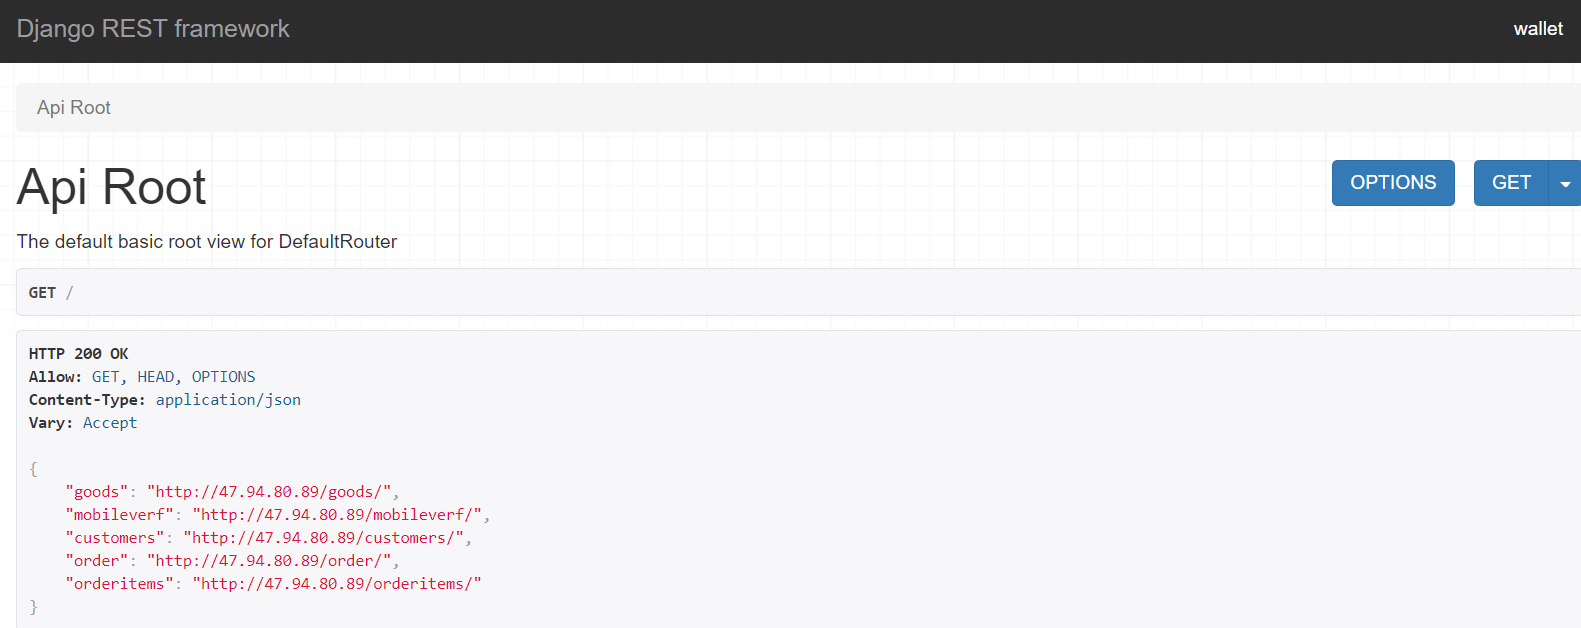 Django REST framework
wallet
Api Root
Api Root
OPTIONS
GET
The default basic root view for DefaultRouter
GET /
HTTP 200 OK
Allow: GET, HEAD, OPTIONS
Content-Type: application/json
Vary: Accept
{
    "goods": "http://47.94.80.89/goods/",
    "mobileverf": "http://47.94.80.89/mobileverf/",
    "customers": "http://47.94.80.89/customers/",
    "order": "http://47.94.80.89/order/",
    "orderitems": "http://47.94.80.89/orderitems/"
}